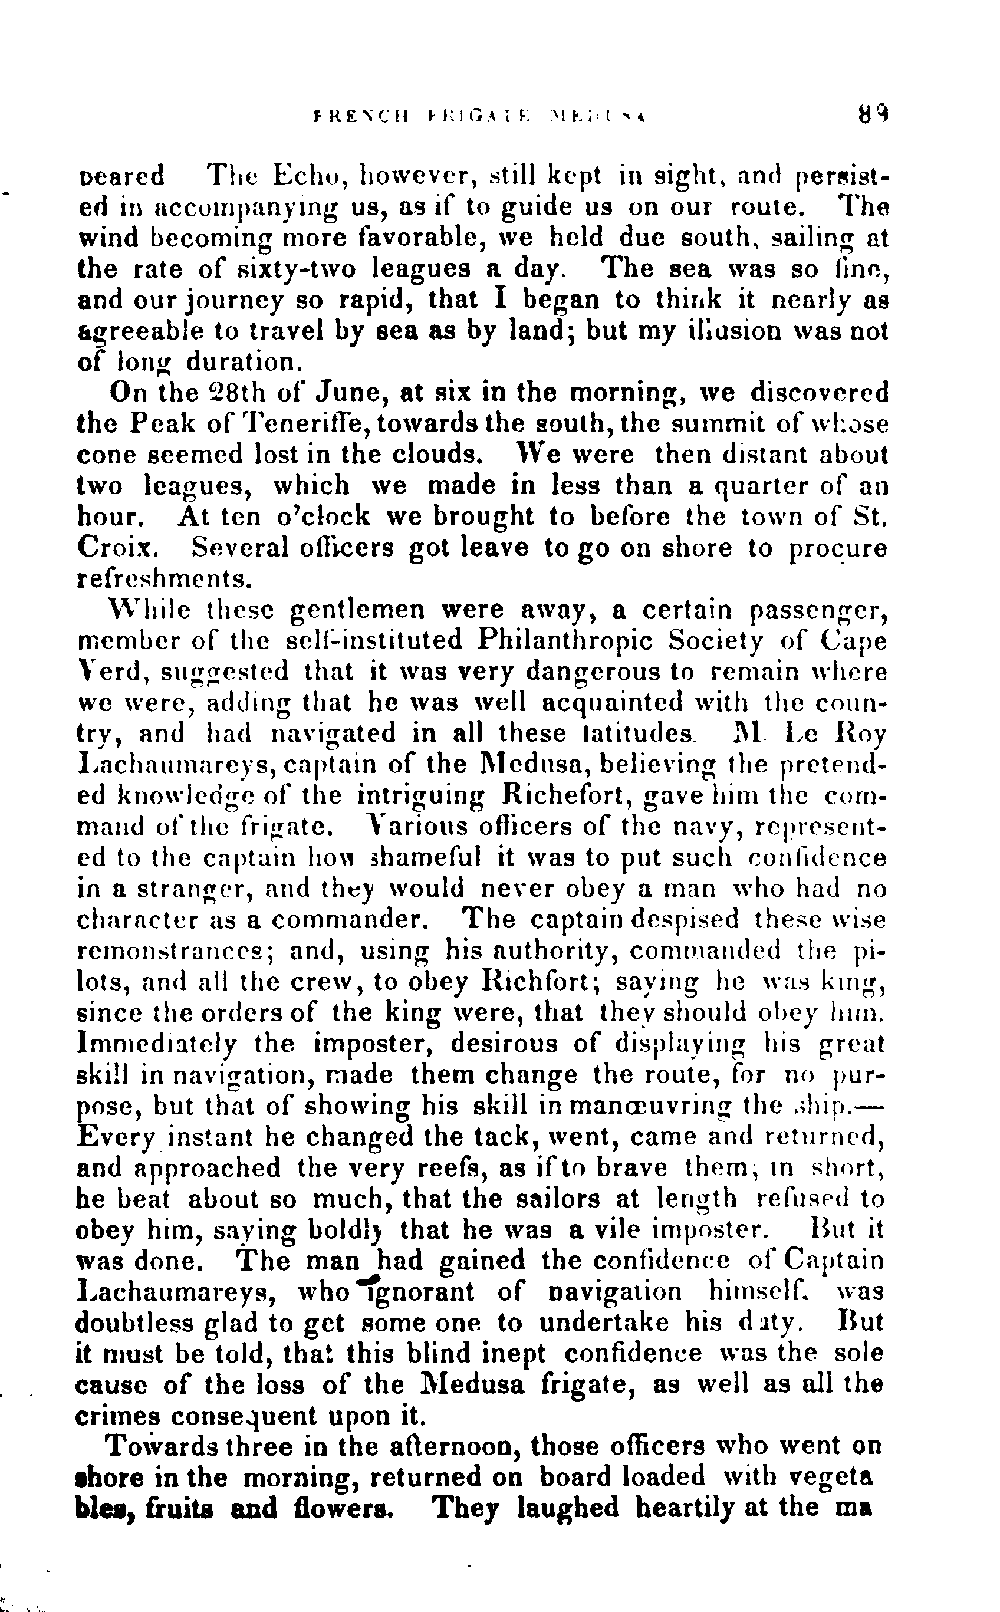 FRENCH FRIGATE MEDUSA 89
neared The Echo, however, still kept in sight, and persist-
ed in accompanying us, as if to guide us on our route. The
wind becoming more favorable, we held due south, sailing at
the rate of sixty-two leagues a day. The sea was so fine,
and our journey so rapid, that I began to think it nearly as
agreeable to travel by sea as by land; but my illusion was not
of long duration.
On the 28th of June, at six in the morning, we discovered
the Peak of Teneriffe, towards the south, the summit of whose
cone seemed lost in the clouds. We were then distant about
two leagues, which we made in less than a quarter of an
hour. At ten o'clock we brought to before the town of St.
Croix. Several officers got leave to go on shore to procure
refreshments.
While these gentlemen were away, a certain passenger,
member of the self-instituted Philanthropic Society of Cape
Verd, suggested that it was very dangerous to remain where
we were, adding that he was well acquainted with the coun-
try, and had navigated in all these latitudes. M. Le Roy
Lachaumareys, captain of the Medusa, believing the pretend-
ed knowledge of the intriguing Richefort, gave him the com-
mand of the frigate. Various officers of the navy, represent-
ed to the captain how shameful it was to put such confidence
in a stranger, and they would never obey a man who had no
character as a commander. The captain despised these wise
remonstrances; and, using his authority, commanded the pi-
lots, and all the crew, to obey Richfort; saying he was king,
since the orders of the king were, that they should obey him.
Immediately the imposter, desirous of displaying his great
skill in navigation, made them change the route, for no pur-
pose, but that of showing his skill in manœuvring the ship.—
Every instant he changed the tack, went, came and returned,
and approached the very reefs, as if to brave them; in short,
he beat about so much, that the sailors at length refused to
obey him, saying boldly that he was a vile imposter. But it
was done. The man had gained the confidence of Captain
Lachaumareys, who ignorant of navigation himself, was
doubtless glad to get some one to undertake his duty. But
it must be told, that this blind inept confidence was the sole
cause of the loss of the Medusa frigate, as well as all the
crimes consequent upon it.
Towards three in the afternoon, those officers who went on
shore in the morning, returned on board loaded with vegeta
bles, fruits and flowers. They laughed heartily at the ma